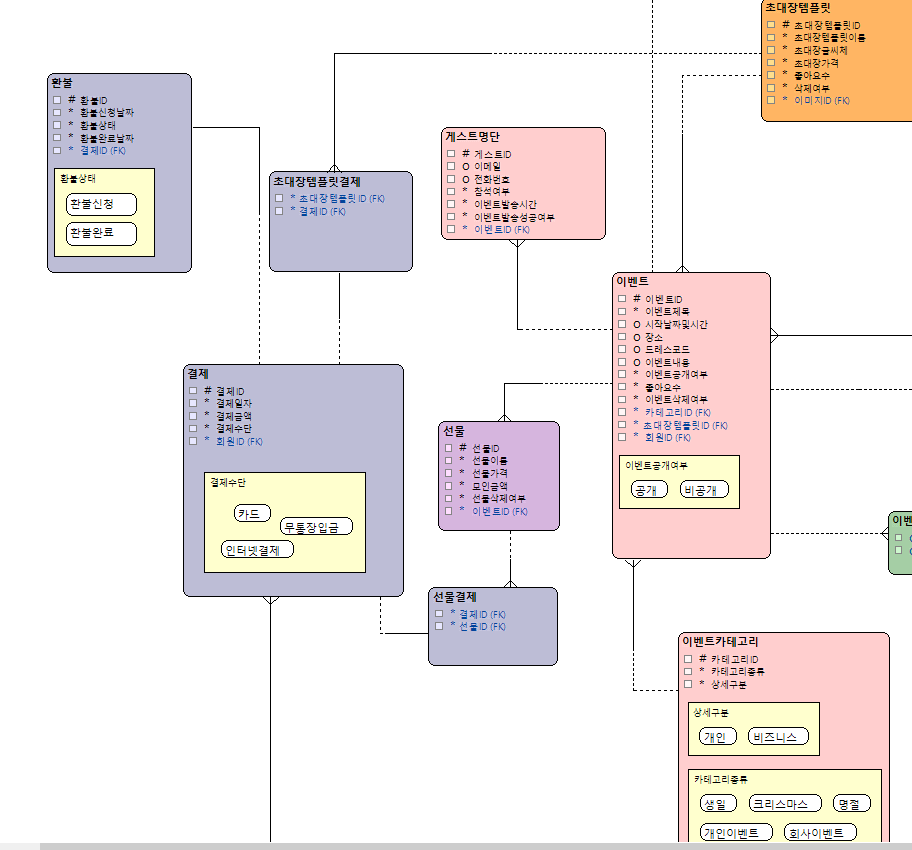 초대장템플릿
# 초대장템플릿ID
* 초대장템플릿이름
* 초대장글씨체
* 초대장가격
* 좋아요수
* 삭제여부
* 이미지ID (FK)
환불
# 환불ID
* 환불신청날짜
* 환불상태
* 환불완료날짜
* 결제ID (FK)
환불상태
환불신청
환불완료
초대장템플릿결제
* 초대장템플릿ID (FK)
* 결제ID (FK)
게스트명단
# 게스트ID
O 이메일
O 전화번호
* 참석여부
* 이벤트발송시간
* 이벤트발송성공여부
* 이벤트ID (FK)
이벤트
# 이벤트ID
* 이벤트제목
O 시작날짜및시간
O 장소
O 드레스코드
O 이벤트내용
* 이벤트공개여부
* 좋아요수
* 이벤트삭제여부
* 카테고리ID (FK)
* 초대장템플릿ID (FK)
* 회원ID (FK)
이벤트공개여부
공개
비공개
결제
# 결제ID
* 결제일자
* 결제금액
* 결제수단
* 회원ID (FK)
결제수단
카드
무통장입금
인터넷결제
선물
# 선물ID
* 선물이름
* 선물가격
* 모인금액
* 선물삭제여부
* 이벤트ID (FK)
선물결제
* 결제ID (FK)
* 선물ID (FK)
이벤트카테고리
# 카테고리ID
* 카테고리종류
* 상세구분
상세구분
개인
비즈니스
카테고리종류
생일
크리스마스
명절
개인이벤트
회사이벤트